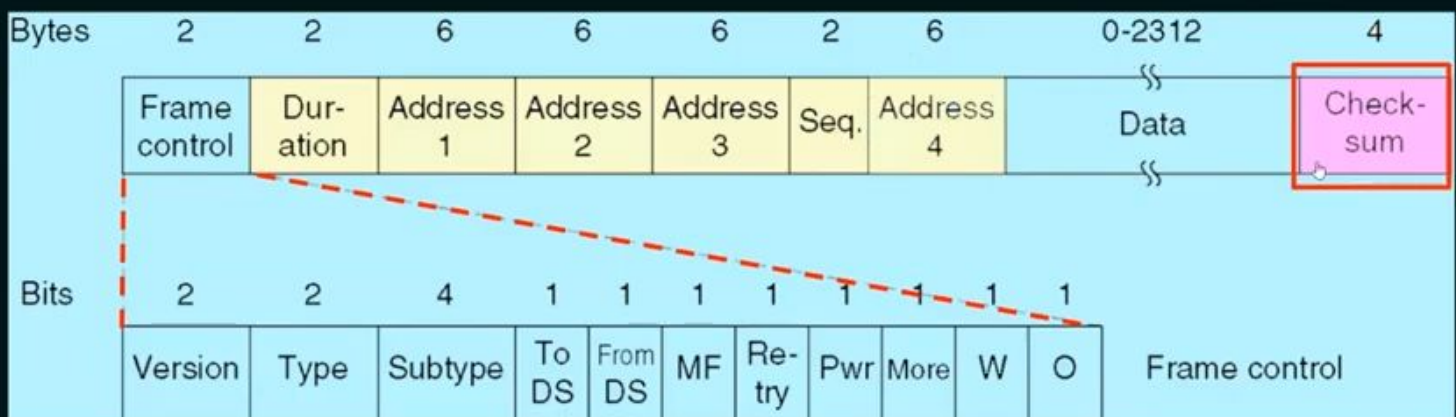 Bytes 2 2 6 6 6 2 6 0-2312 4
Frame control Dur-ation Address 1 Address 2 Address 3 Seq. Address 4 Data Check-sum
Bits 2 2 4 1 1 1 1 1 1 1 1
Version Type Subtype To DS From DS MF Re-try Pwr More W O Frame control